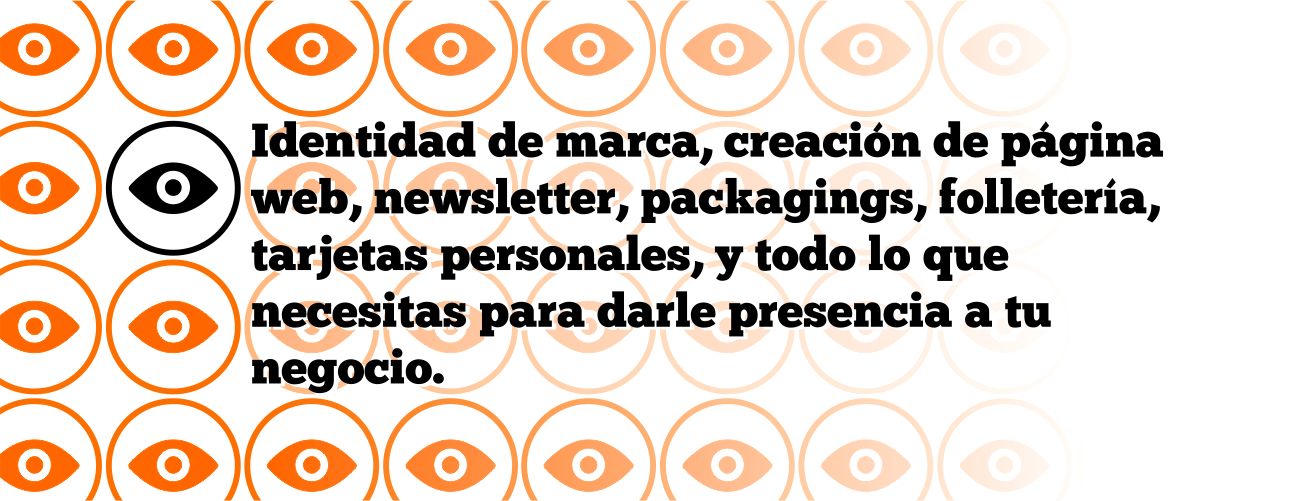 Identidad de marca, creación de página
web, newsletter, packagings, folletería,
tarjetas personales, y todo lo que
necesitas para darle presencia a tu
negocio.